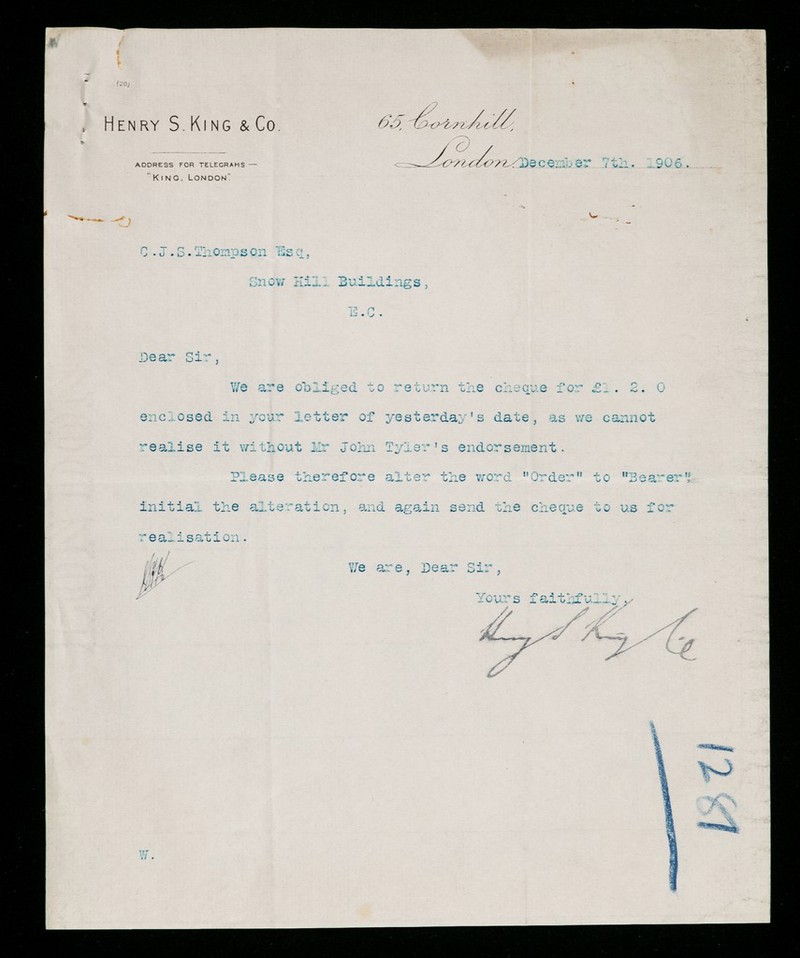 (20)
HENRY S. KING & Co.
65, Cornhill,
ADDRESS FOR TELEGRAMS —
"KING, LONDON"
London, December 7th. 1906.
C.J.S.Thompson Esq,
Snow Hill Buildings,
E.C.
Dear Sir,
We are obliged to return the cheque for £1. 2. 0
enclosed in your letter of yesterday's date, as we cannot
realise it without Mr John Tyler's endorsement.
Please therefore alter the word "Order" to "Bearer",
initial the alteration, and again send the cheque to us for
realisation.
We are, Dear Sir,
Yours faithfully,
Henry S King & Co
1289
W.